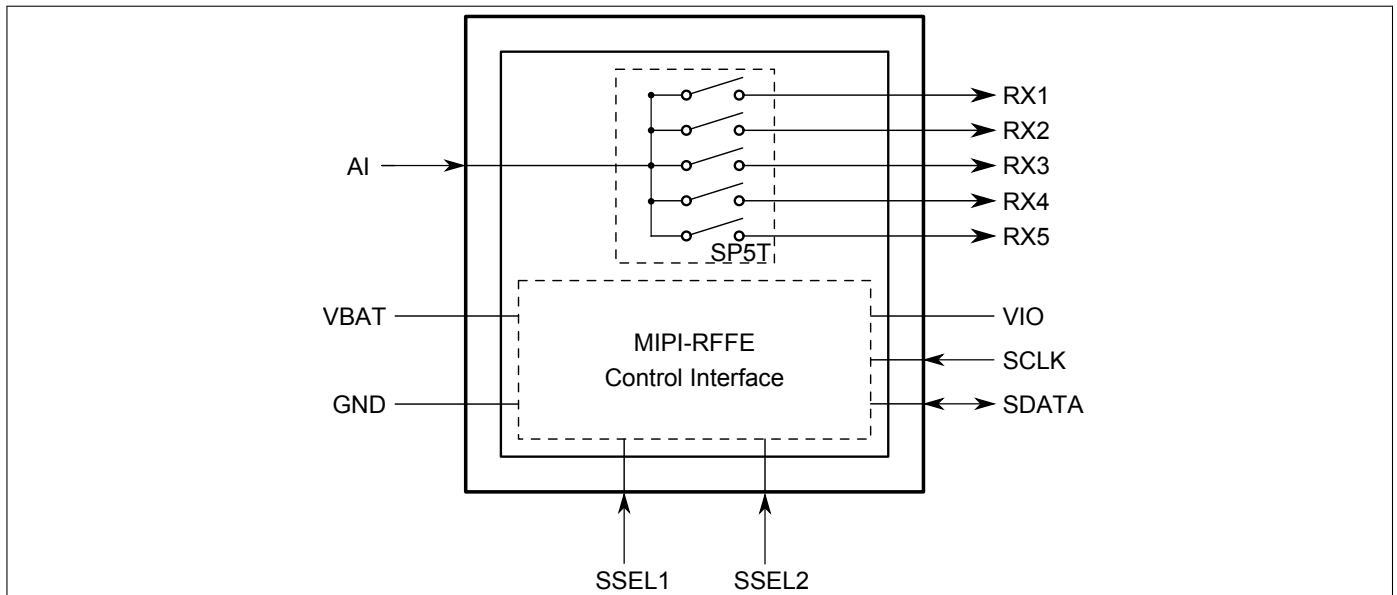 RX1
RX2
AI
RX3
RX4
RX5
SP5T
VBAT
VIO
MIPI-RFFE
Control Interface
SCLK
GND
SDATA
SSEL1
SSEL2